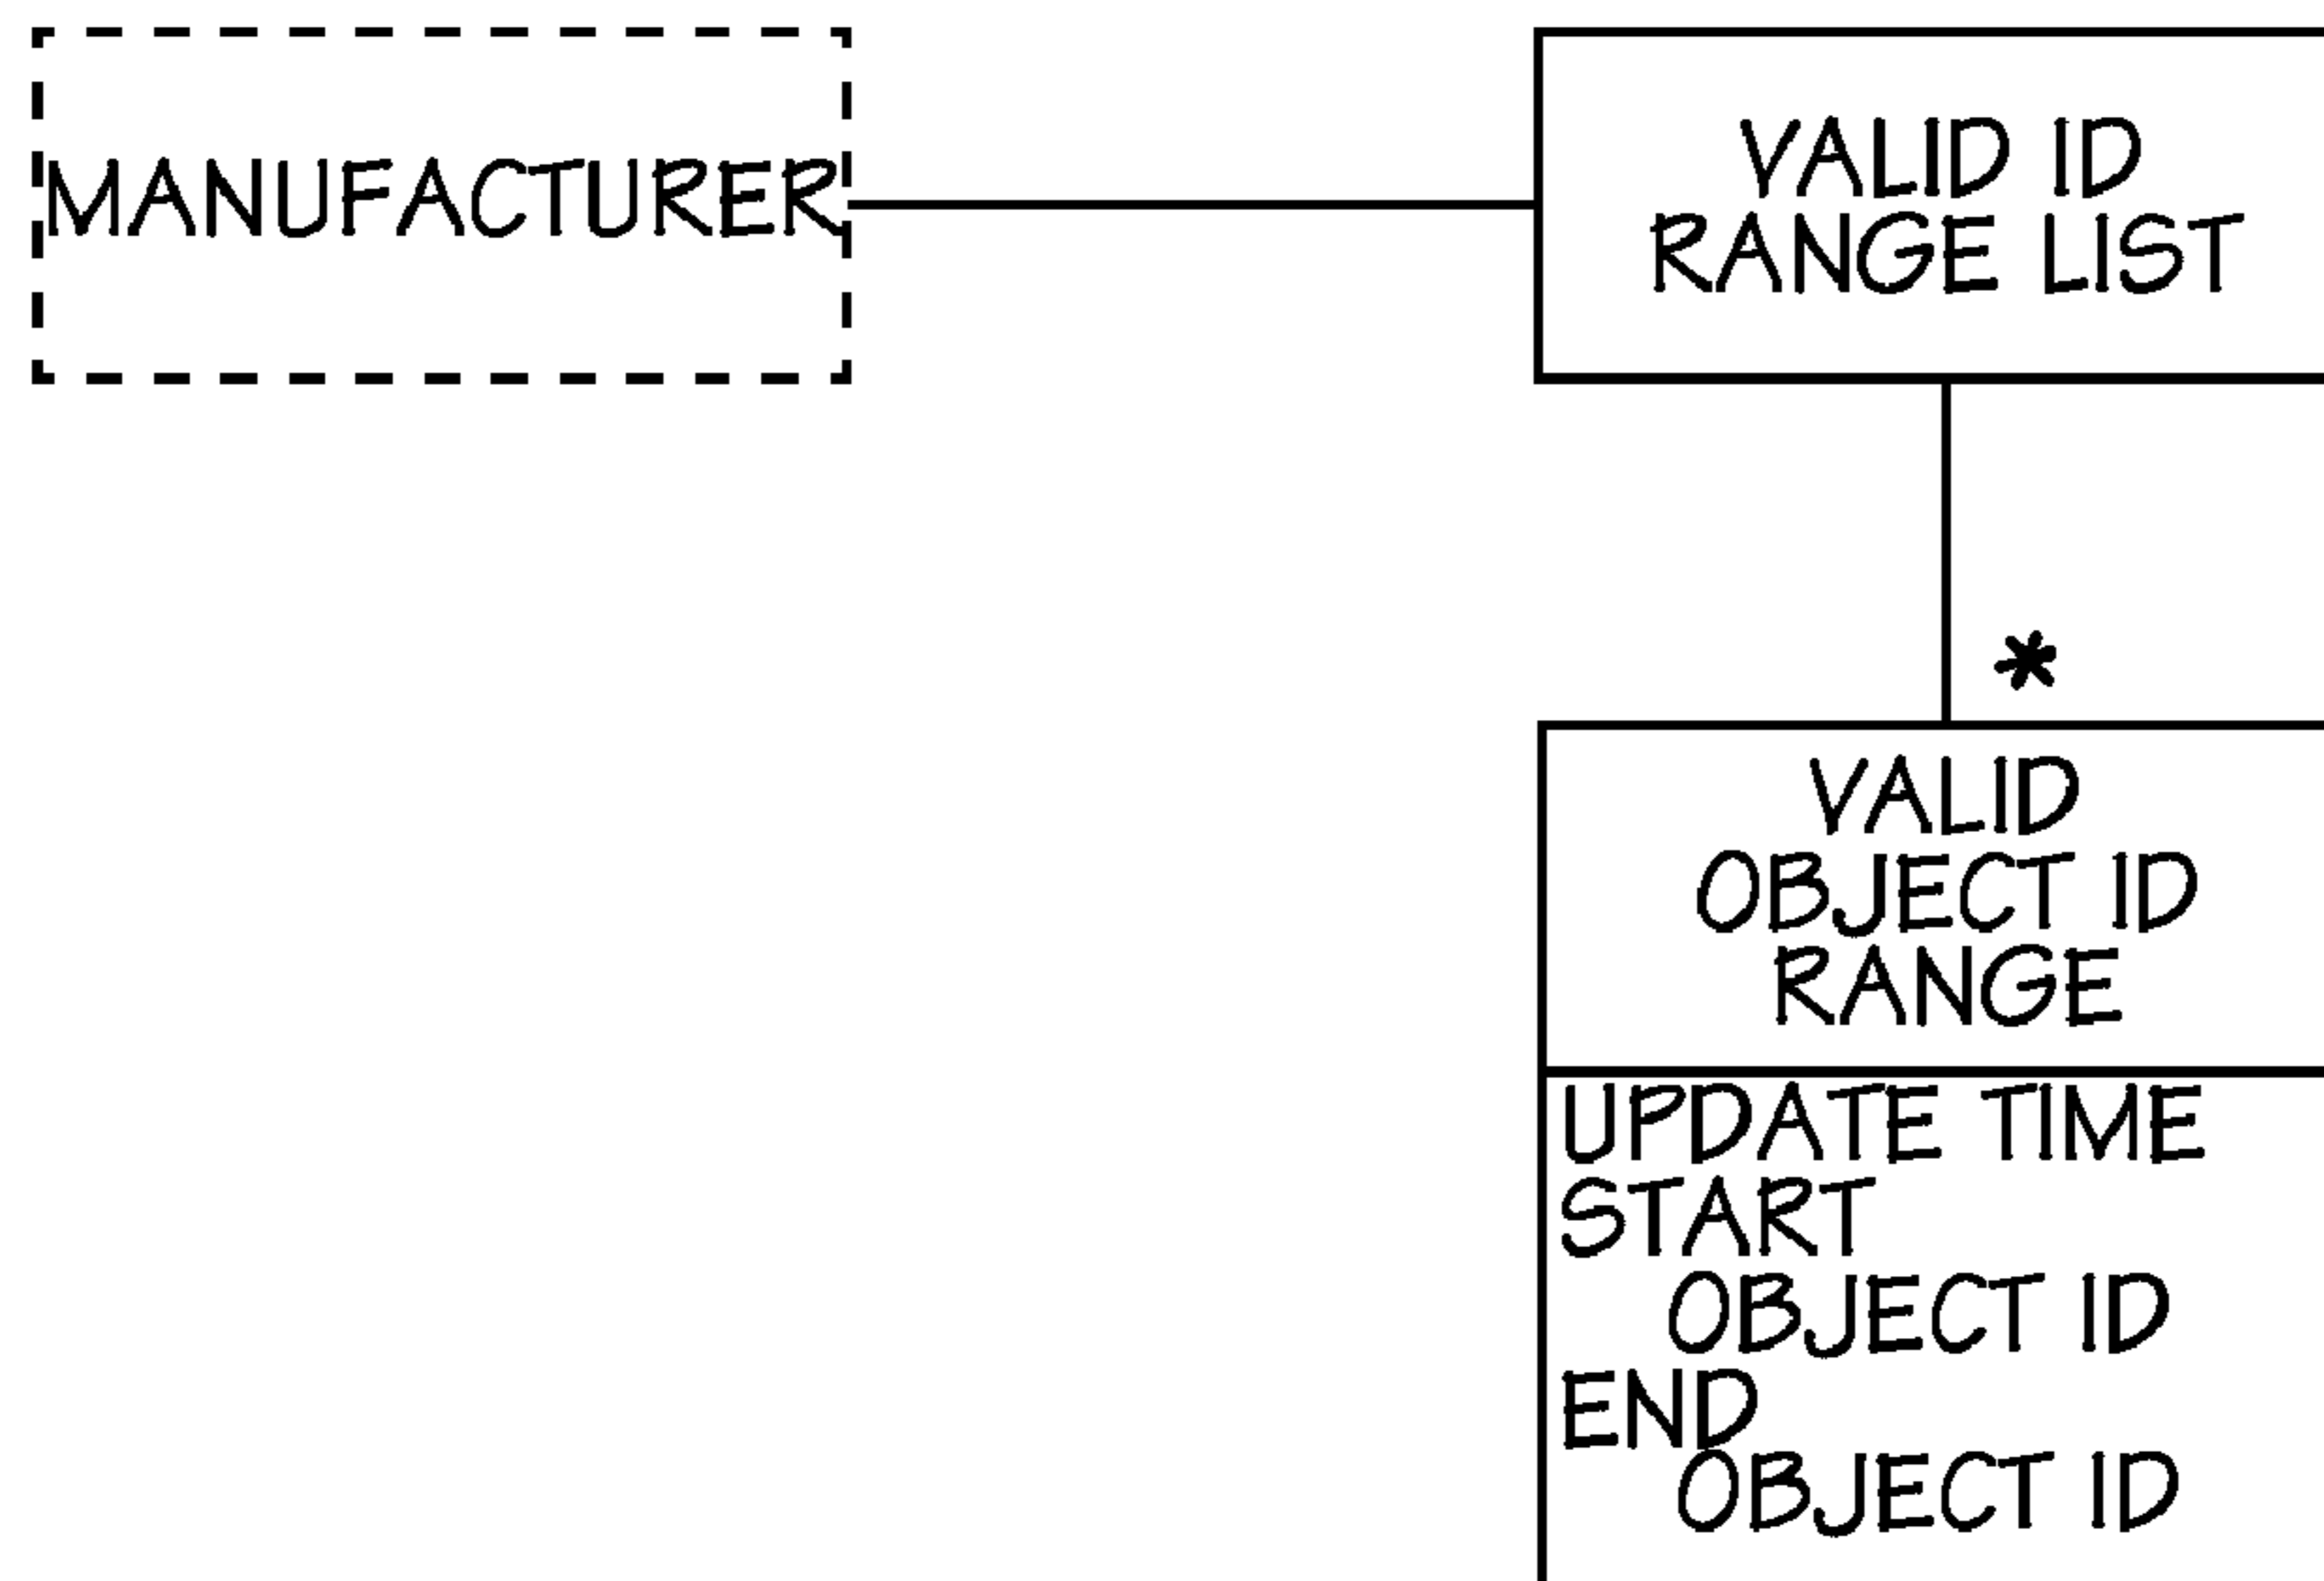 MANUFACTURER
VALID ID
RANGE LIST
*
VALID
OBJECT ID
RANGE
UPDATE TIME
START
OBJECT ID
END
OBJECT ID